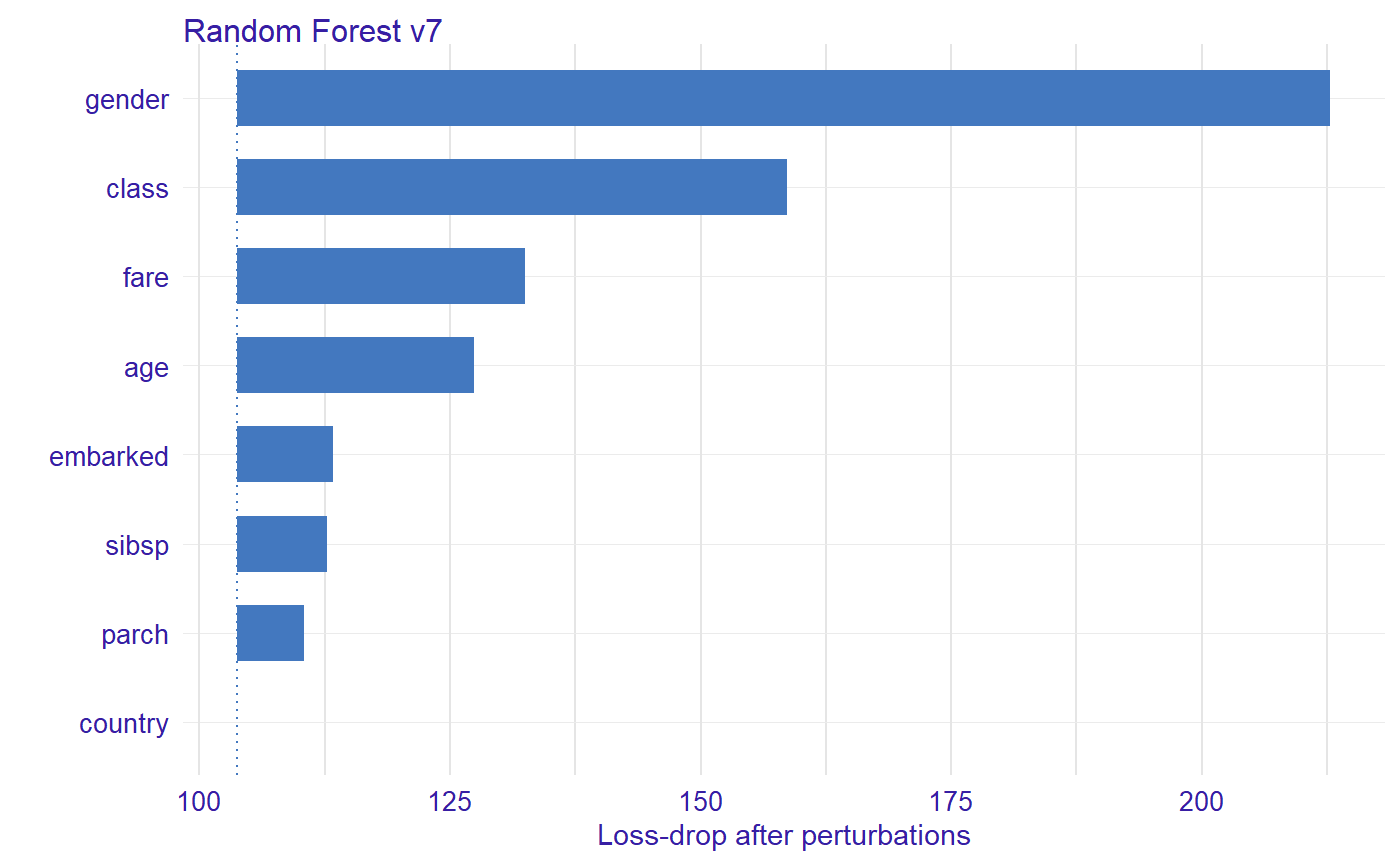 Random Forest v7
gender
class
fare
age
embarked
sibsp
parch
country
100 125 150 175 200
Loss-drop after perturbations